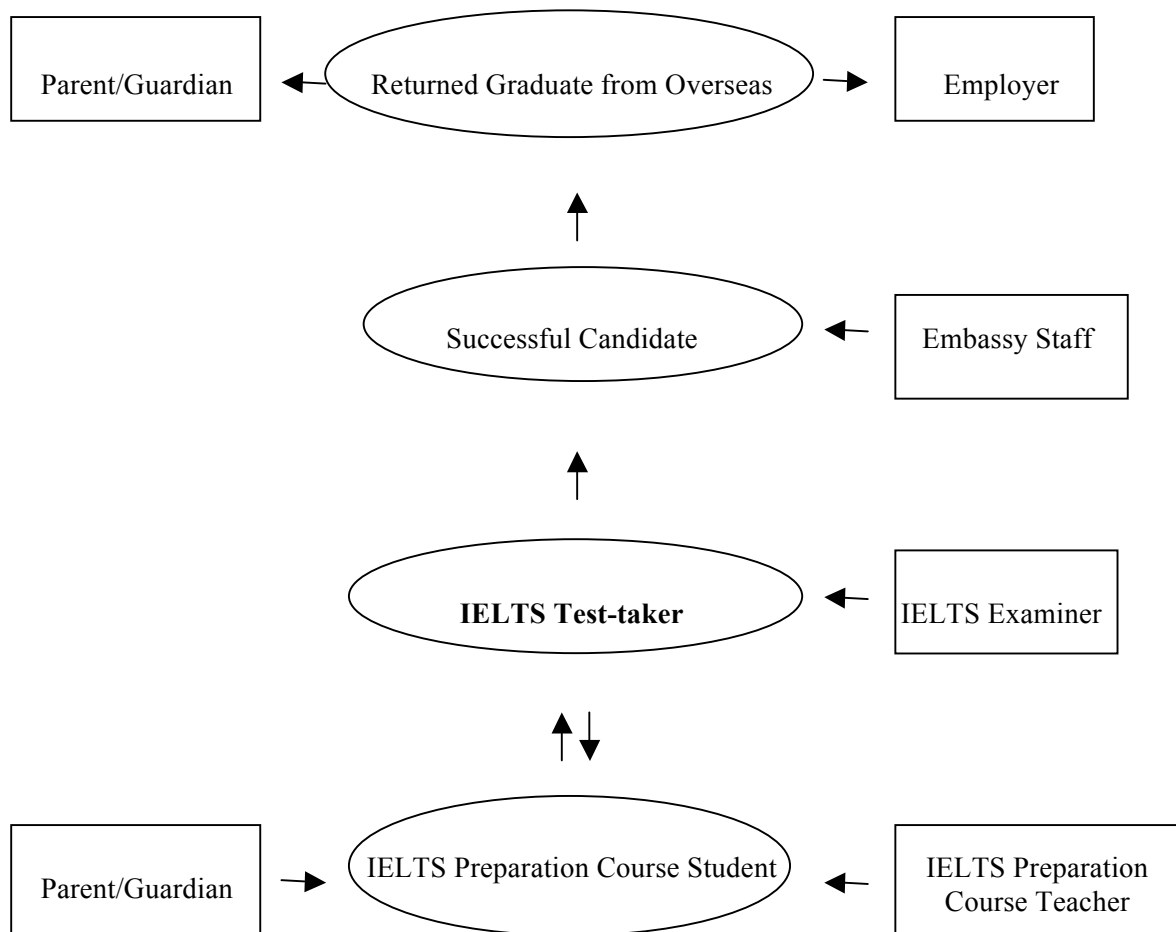 Parent/Guardian
Returned Graduate from Overseas
Employer
Successful Candidate
Embassy Staff
IELTS Test-taker
IELTS Examiner
Parent/Guardian
IELTS Preparation Course Student
IELTS Preparation
Course Teacher